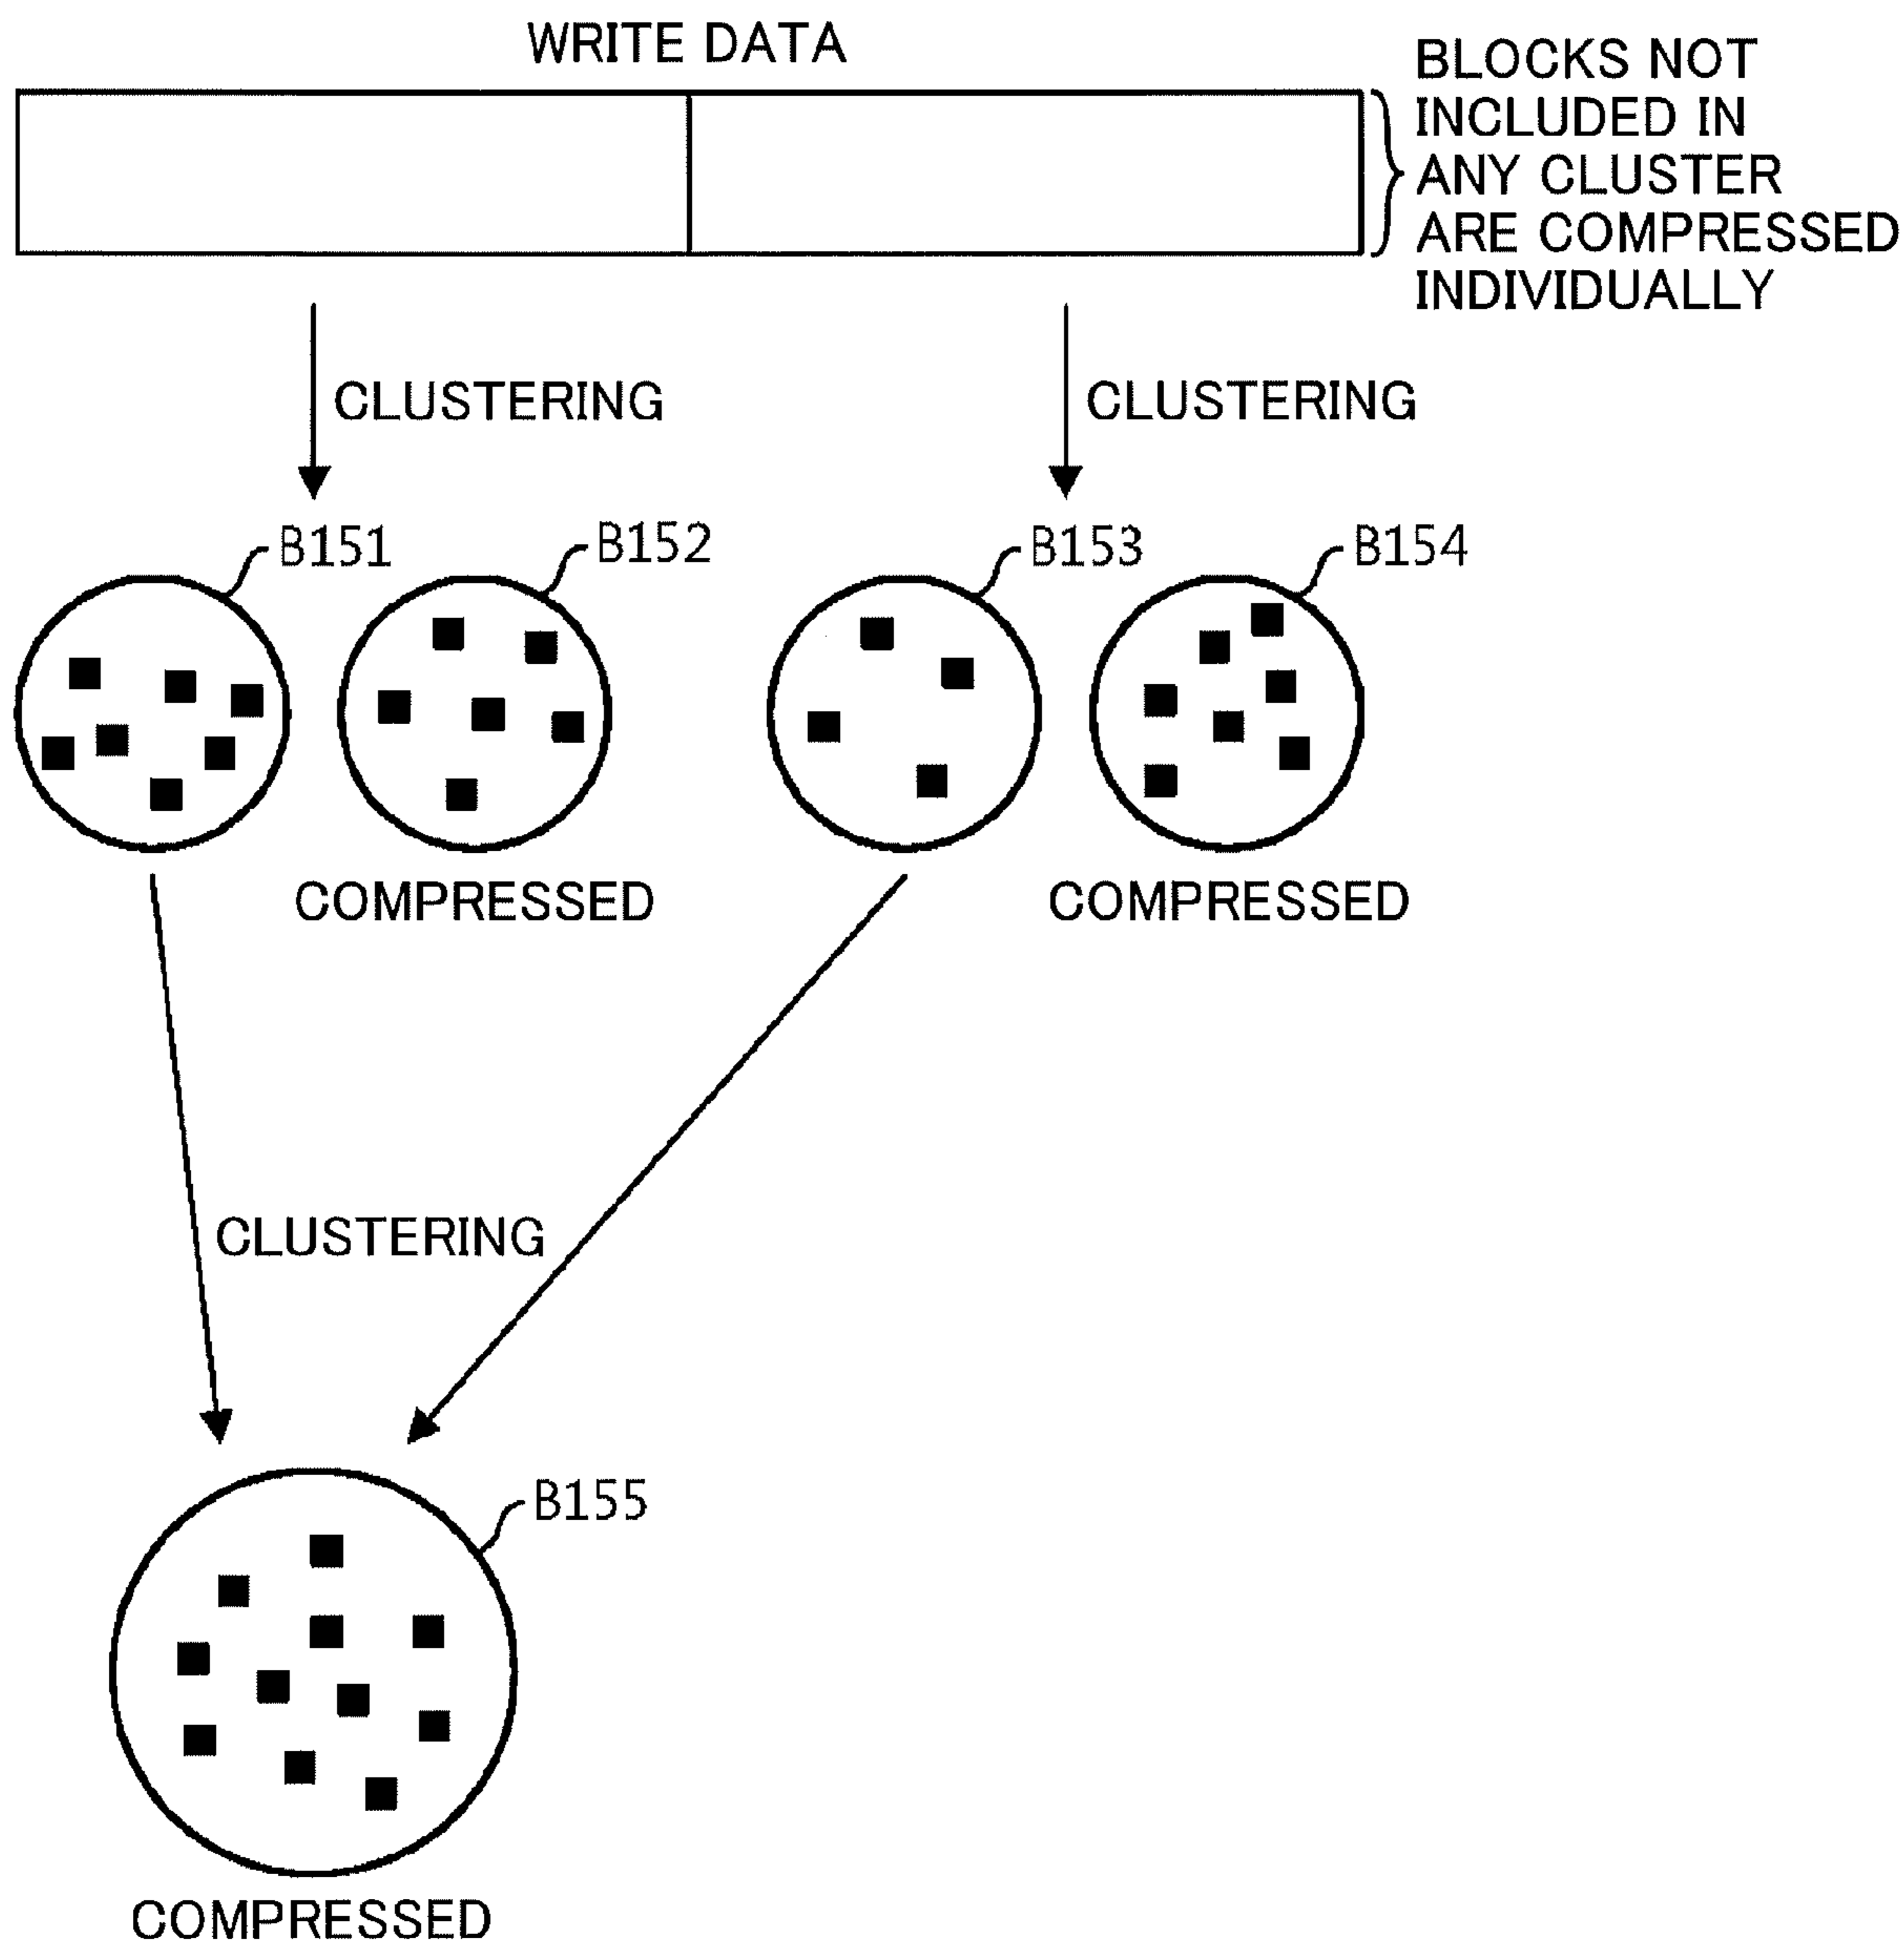 WRITE DATA
BLOCKS NOT
INCLUDED IN
ANY CLUSTER
ARE COMPRESSED
INDIVIDUALLY
CLUSTERING
CLUSTERING
B151
B152
B153
B154
COMPRESSED
COMPRESSED
CLUSTERING
B155
COMPRESSED